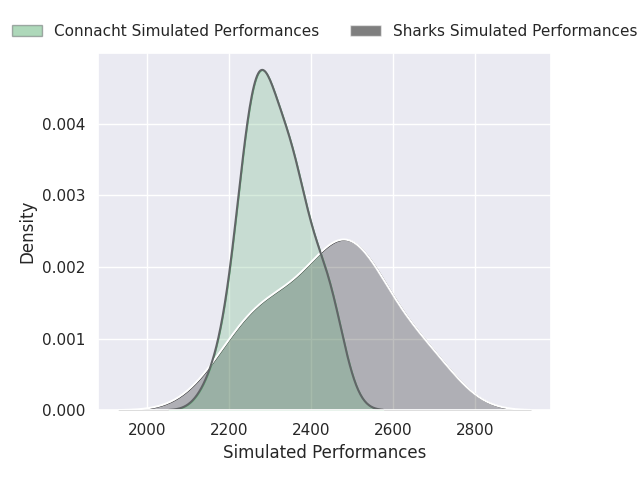 Connacht Simulated Performances
Sharks Simulated Performances
0.004
0.003
0.002
0.001
0.000
Density
2000
2200
2400
2600
2800
Simulated Performances